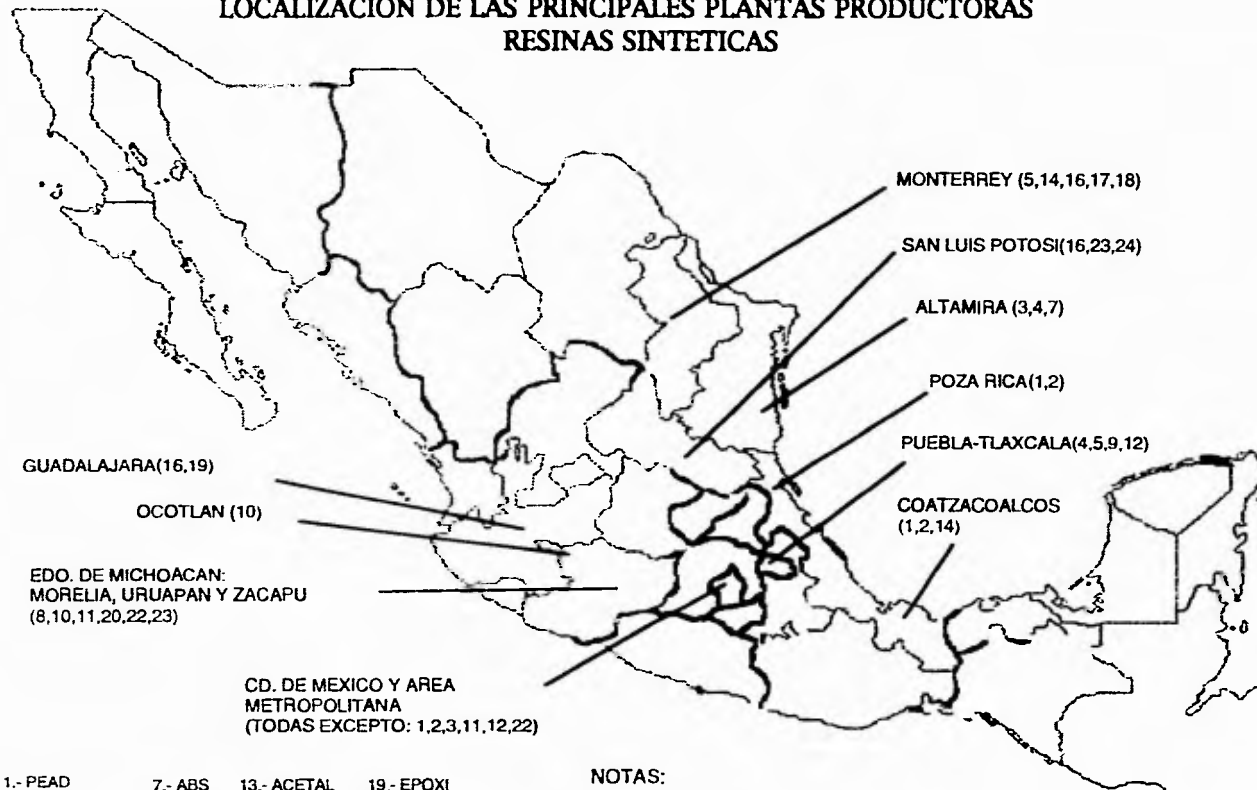 LOCALIZACION DE LAS PRINCIPALES PLANTAS PRODUCTORAS
RESINAS SINTETICAS
MONTERREY (5,14,16,17,18)
SAN LUIS POTOSI(16,23,24)
ALTAMIRA (3,4,7)
POZA RICA(1,2)
PUEBLA-TLAXCALA(4,5,9,12)
COATZACOALCOS
(1,2,14)
GUADALAJARA(16,19)
OCOTLAN (10)
EDO. DE MICHOACAN:
MORELIA, URUAPAN Y ZACAPU
(8,10,11,20,22,23)
CD. DE MEXICO Y AREA
METROPOLITANA
(TODAS EXCEPTO: 1,2,3,11,12,22)
1.- PEAD 7.- ABS 13.- ACETAL 19.- EPOXI
NOTAS: